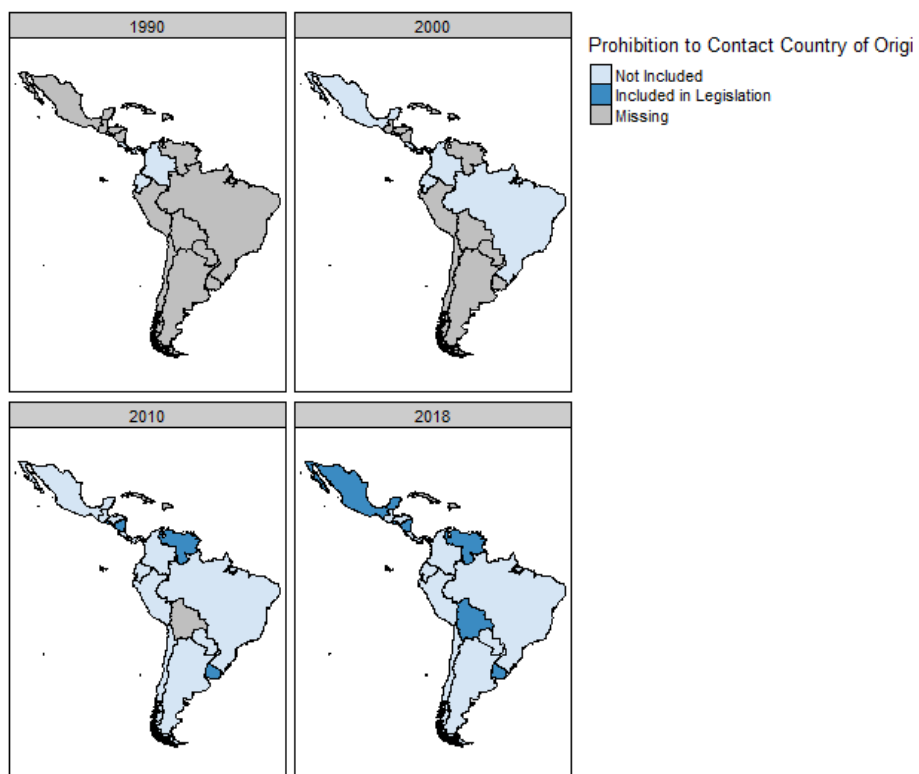 1990
2000
Prohibition to Contact Country of Origi
Not Included
Included in Legislation
Missing
2010
2018